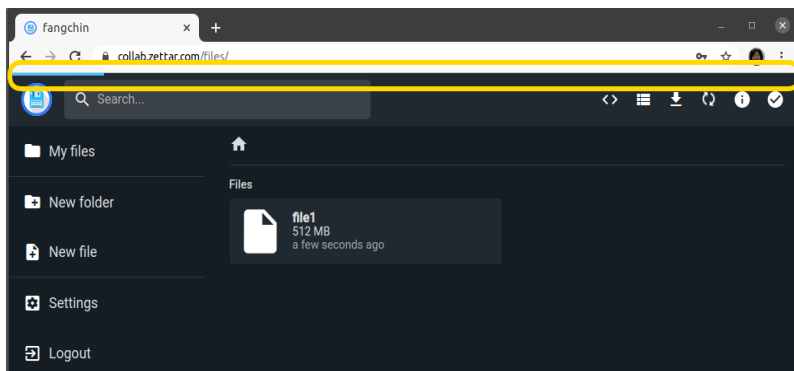 fangchin
collab.zettar.com/files/
Search...
My files
New folder
New file
Settings
Logout
Files
file1
512 MB
a few seconds ago